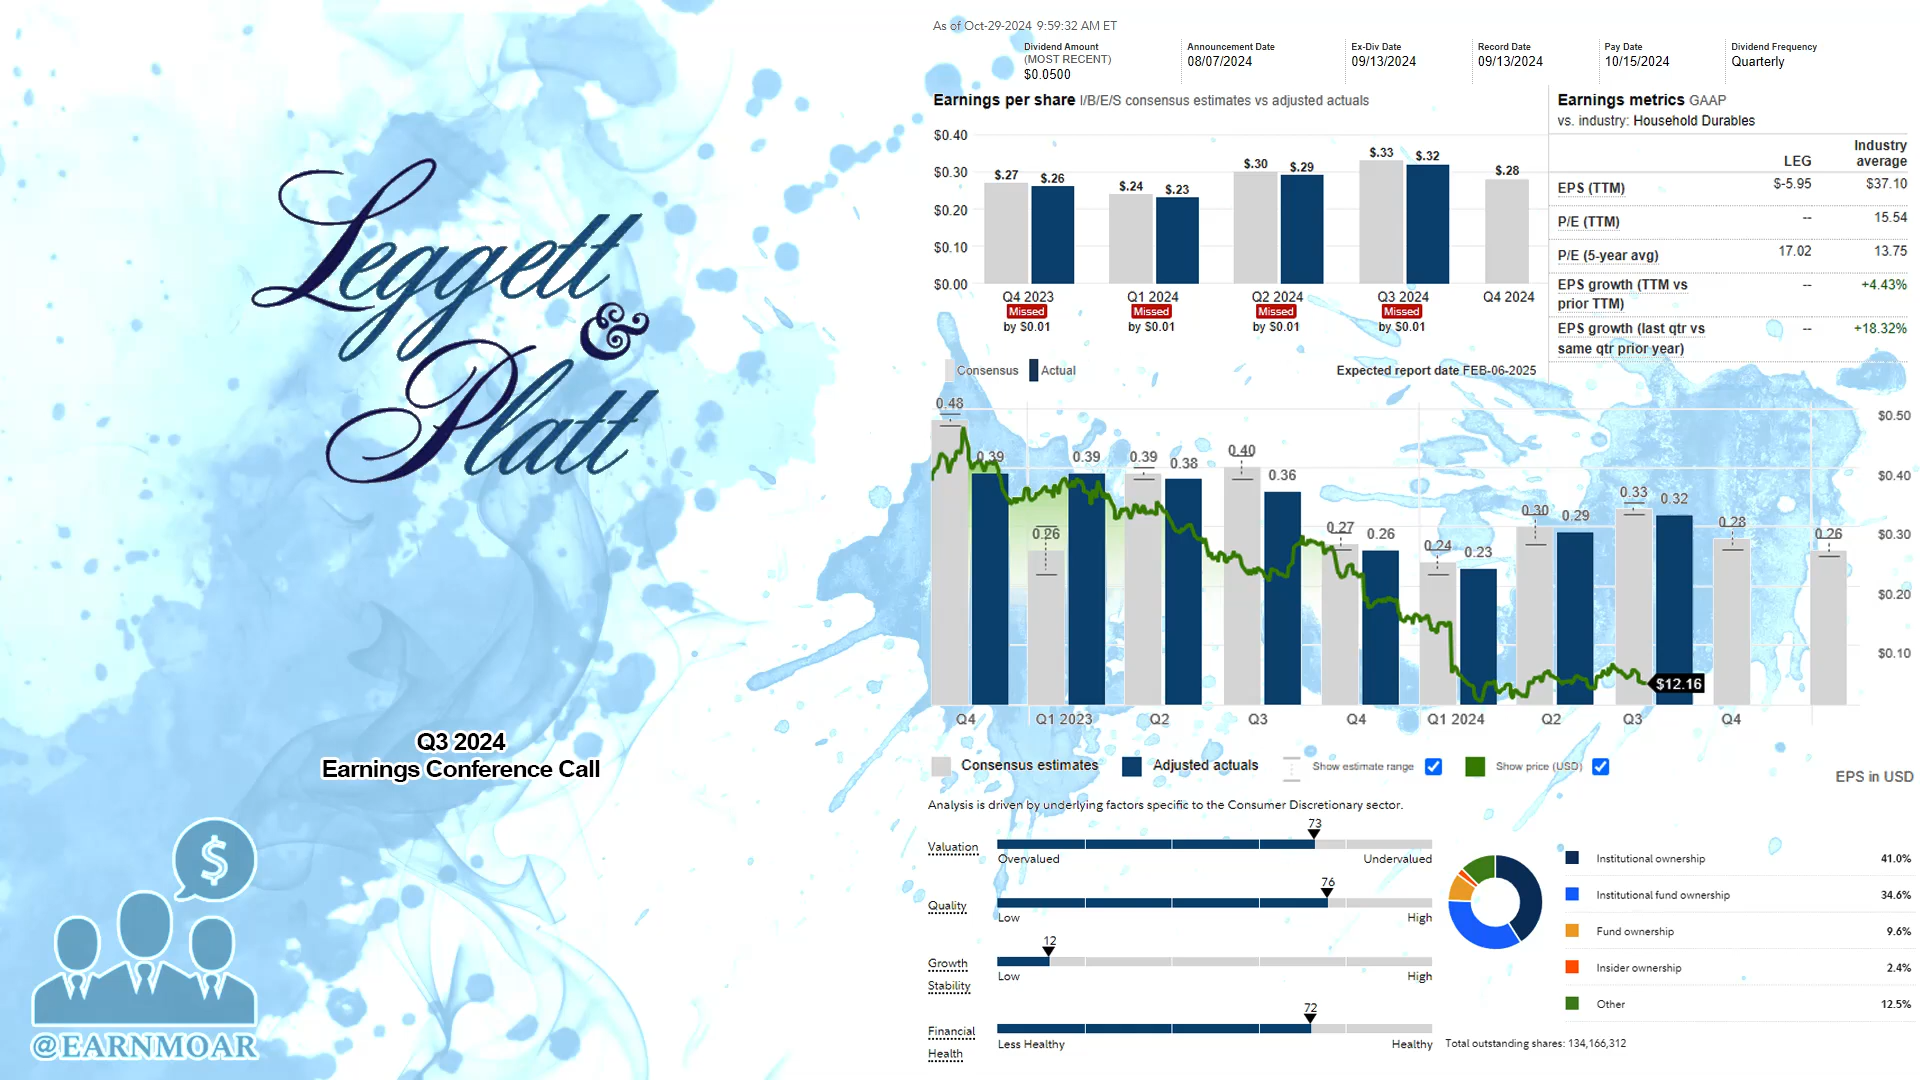 Leggett
&
Platt
Q3 2024
Earnings Conference Call
$
@EARNMOAR
As of Oct-29-2024 9:59:32 AM ET
Dividend Amount
(MOST RECENT)
$0.0500
Announcement Date
08/07/2024
Ex-Div Date
09/13/2024
Record Date
09/13/2024
Pay Date
10/15/2024
Dividend Frequency
Quarterly
Earnings per share I/B/E/S consensus estimates vs adjusted actuals
$0.40
$0.30
$0.20
$0.10
$0.00
$.27 $.26
$.24 $.23
$.30 $.29
$.33 $.32
$.28
Q4 2023
Missed
by $0.01
Q1 2024
Missed
by $0.01
Q2 2024
Missed
by $0.01
Q3 2024
Missed
by $0.01
Q4 2024
Consensus Actual
Expected report date FEB-06-2025
Earnings metrics GAAP
vs. industry: Household Durables
LEG Industry average
EPS (TTM) $-5.95 $37.10
P/E (TTM) -- 15.54
P/E (5-year avg) 17.02 13.75
EPS growth (TTM vs
prior TTM) -- +4.43%
EPS growth (last qtr vs
same qtr prior year) -- +18.32%
0.48 0.39 0.26 0.39 0.39 0.38 0.40 0.36 0.27 0.26 0.24 0.23 0.30 0.29 0.33 0.32 0.28 0.26
$0.50
$0.40
$0.30
$0.20
$0.10
$12.16
Q4 Q1 2023 Q2 Q3 Q4 Q1 2024 Q2 Q3 Q4
Consensus estimates Adjusted actuals Show estimate range Show price (USD)
EPS in USD
Analysis is driven by underlying factors specific to the Consumer Discretionary sector.
Valuation
73
Overvalued Undervalued
Quality
76
Low High
Growth
Stability
12
Low High
Financial
Health
72
Less Healthy Healthy
Institutional ownership 41.0%
Institutional fund ownership 34.6%
Fund ownership 9.6%
Insider ownership 2.4%
Other 12.5%
Total outstanding shares: 134,166,312